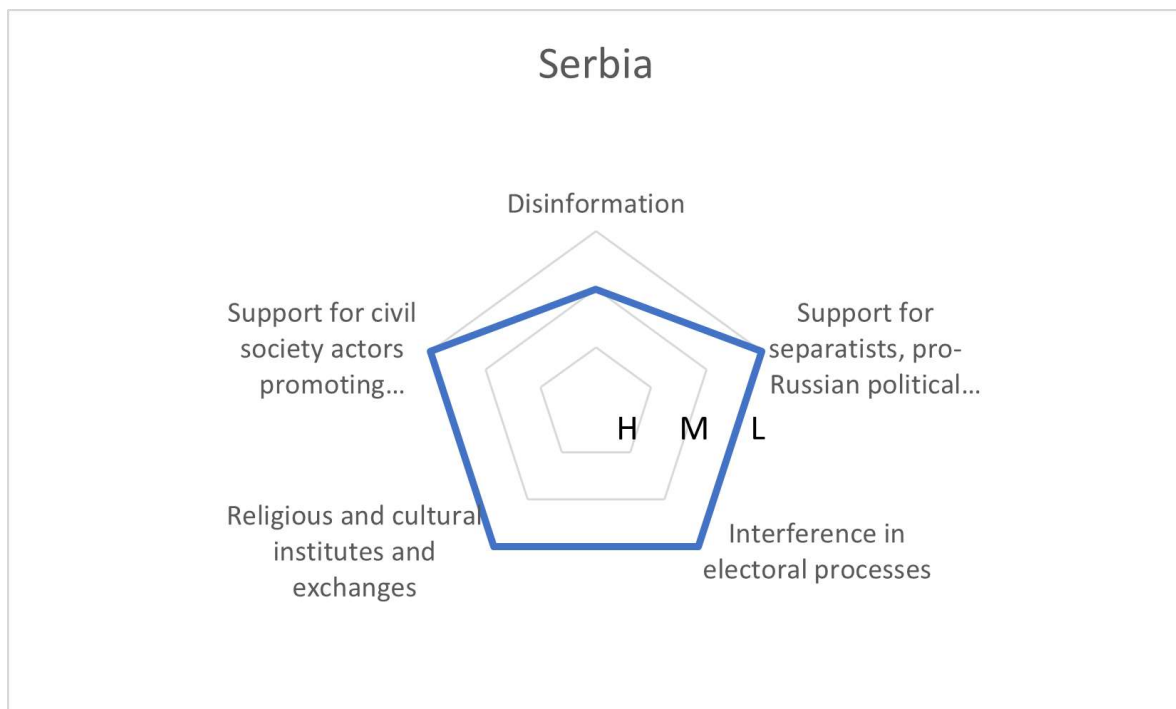 Serbia
Disinformation
Support for civil
society actors
promoting...
Support for
separatists, pro-
Russian political...
H M L
Religious and cultural
institutes and
exchanges
Interference in
electoral processes